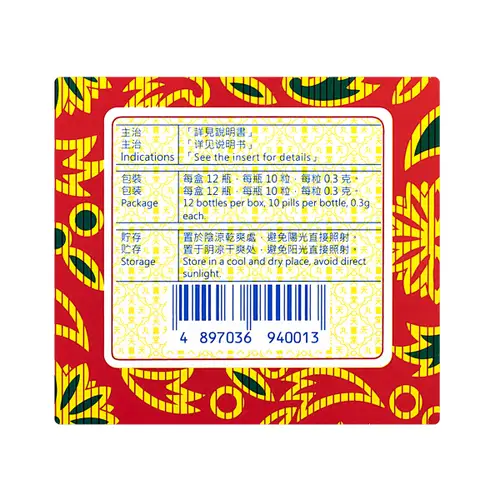 主治 「詳見說明書」
主治 「详见说明书」
Indications 「See the insert for details」
包裝 每盒 12 瓶，每瓶 10 粒，每粒 0.3 克。
包装 每盒 12 瓶，每瓶 10 粒，每粒 0.3 克。
Package 12 bottles per box, 10 pills per bottle, 0.3g
each.
貯存 置於陰涼乾爽處，避免陽光直接照射。
贮存 置于阴凉干爽处，避免阳光直接照射。
Storage Store in a cool and dry place, avoid direct
sunlight.
4 897036 940013